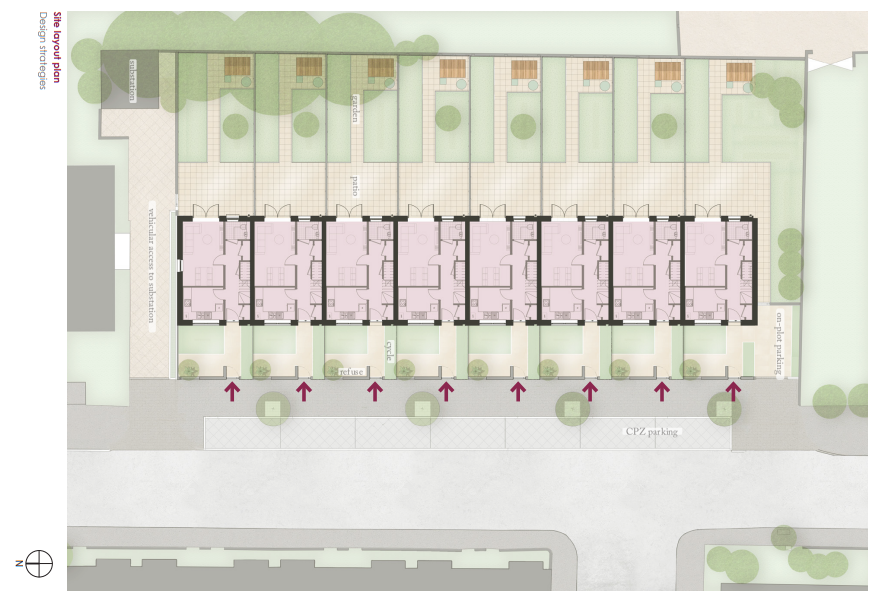 Site layout plan
Design strategies
substation
garden
patio
vehicular access to substation
on-plot parking
cycle
refuse
CPZ parking
N